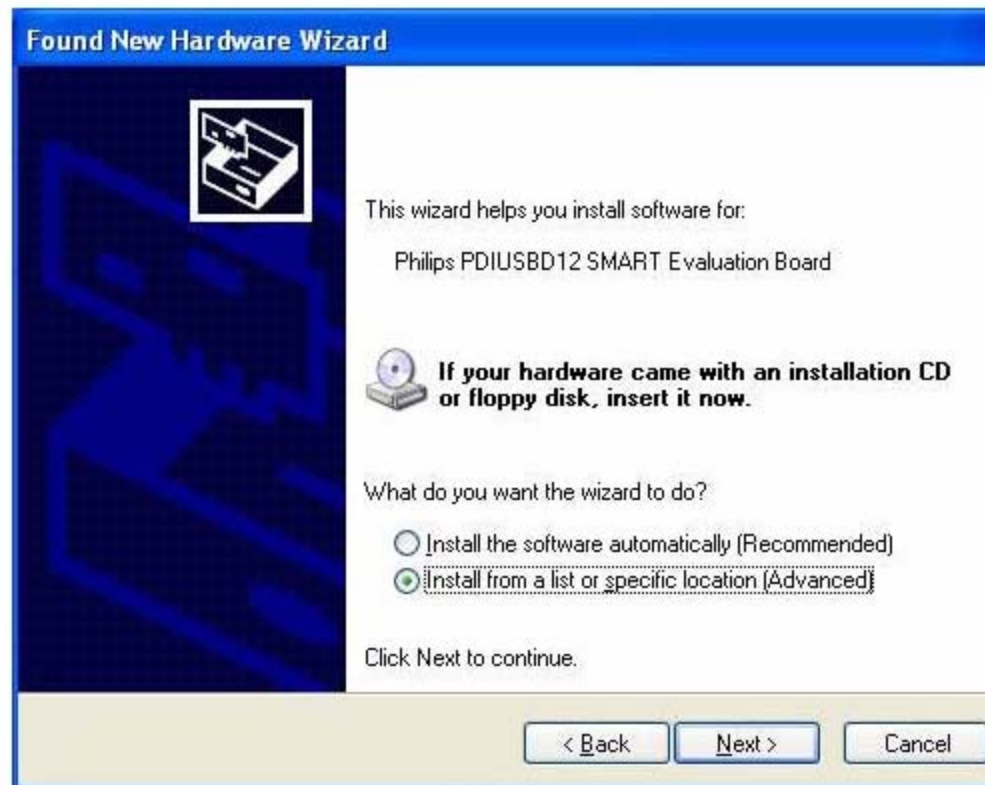 Found New Hardware Wizard
This wizard helps you install software for:
Philips PDIUSBD12 SMART Evaluation Board
If your hardware came with an installation CD
or floppy disk, insert it now.
What do you want the wizard to do?
Install the software automatically (Recommended)
Install from a list or specific location (Advanced)
Click Next to continue.
< Back
Next >
Cancel